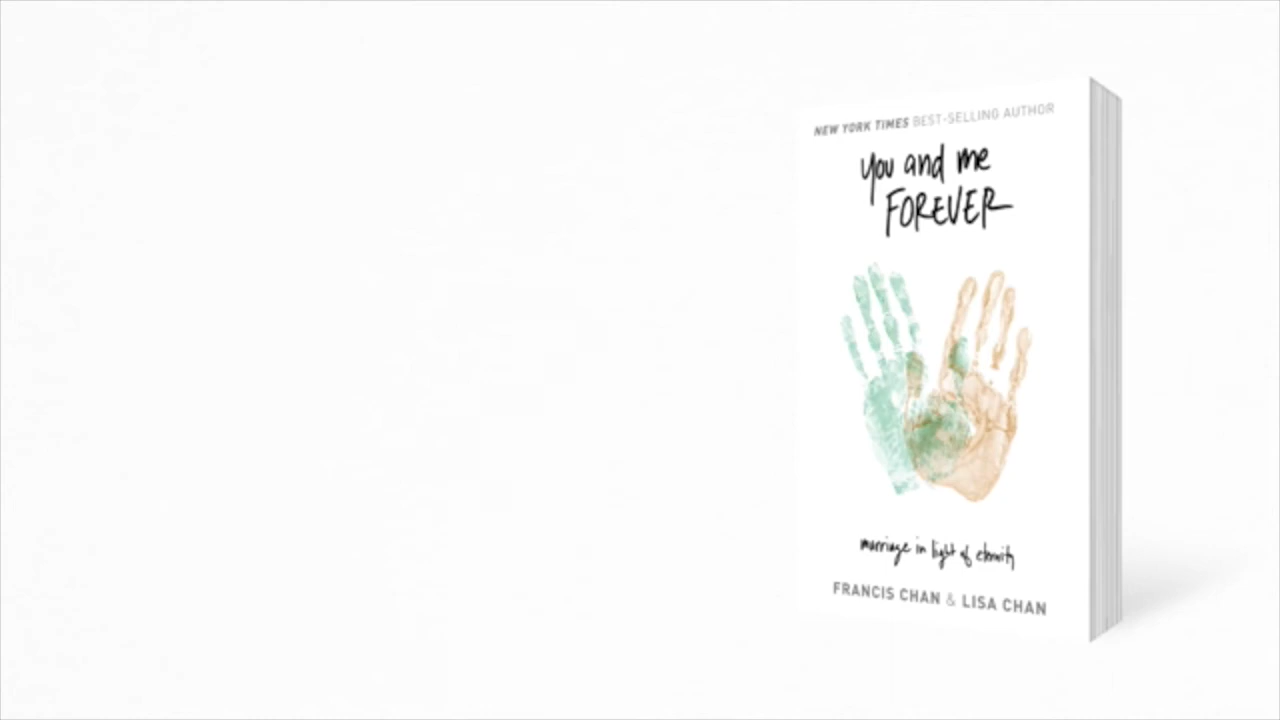 NEW YORK TIMES BEST-SELLING AUTHOR
you and me
FOREVER
marriage in light of eternity
FRANCIS CHAN & LISA CHAN